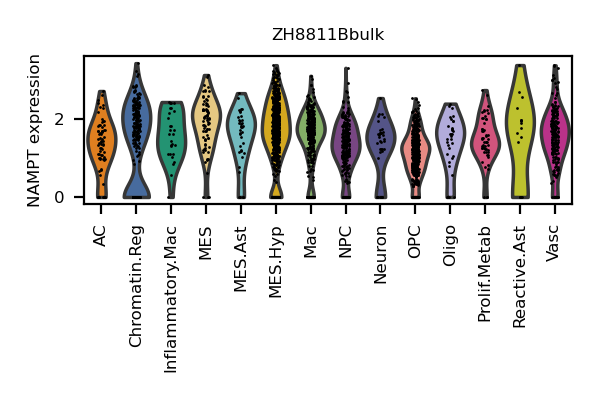 ZH8811Bbulk
NAMPT expression
2
0
AC
Chromatin.Reg
Inflammatory.Mac
MES
MES.Ast
MES.Hyp
Mac
NPC
Neuron
OPC
Oligo
Prolif.Metab
Reactive.Ast
Vasc